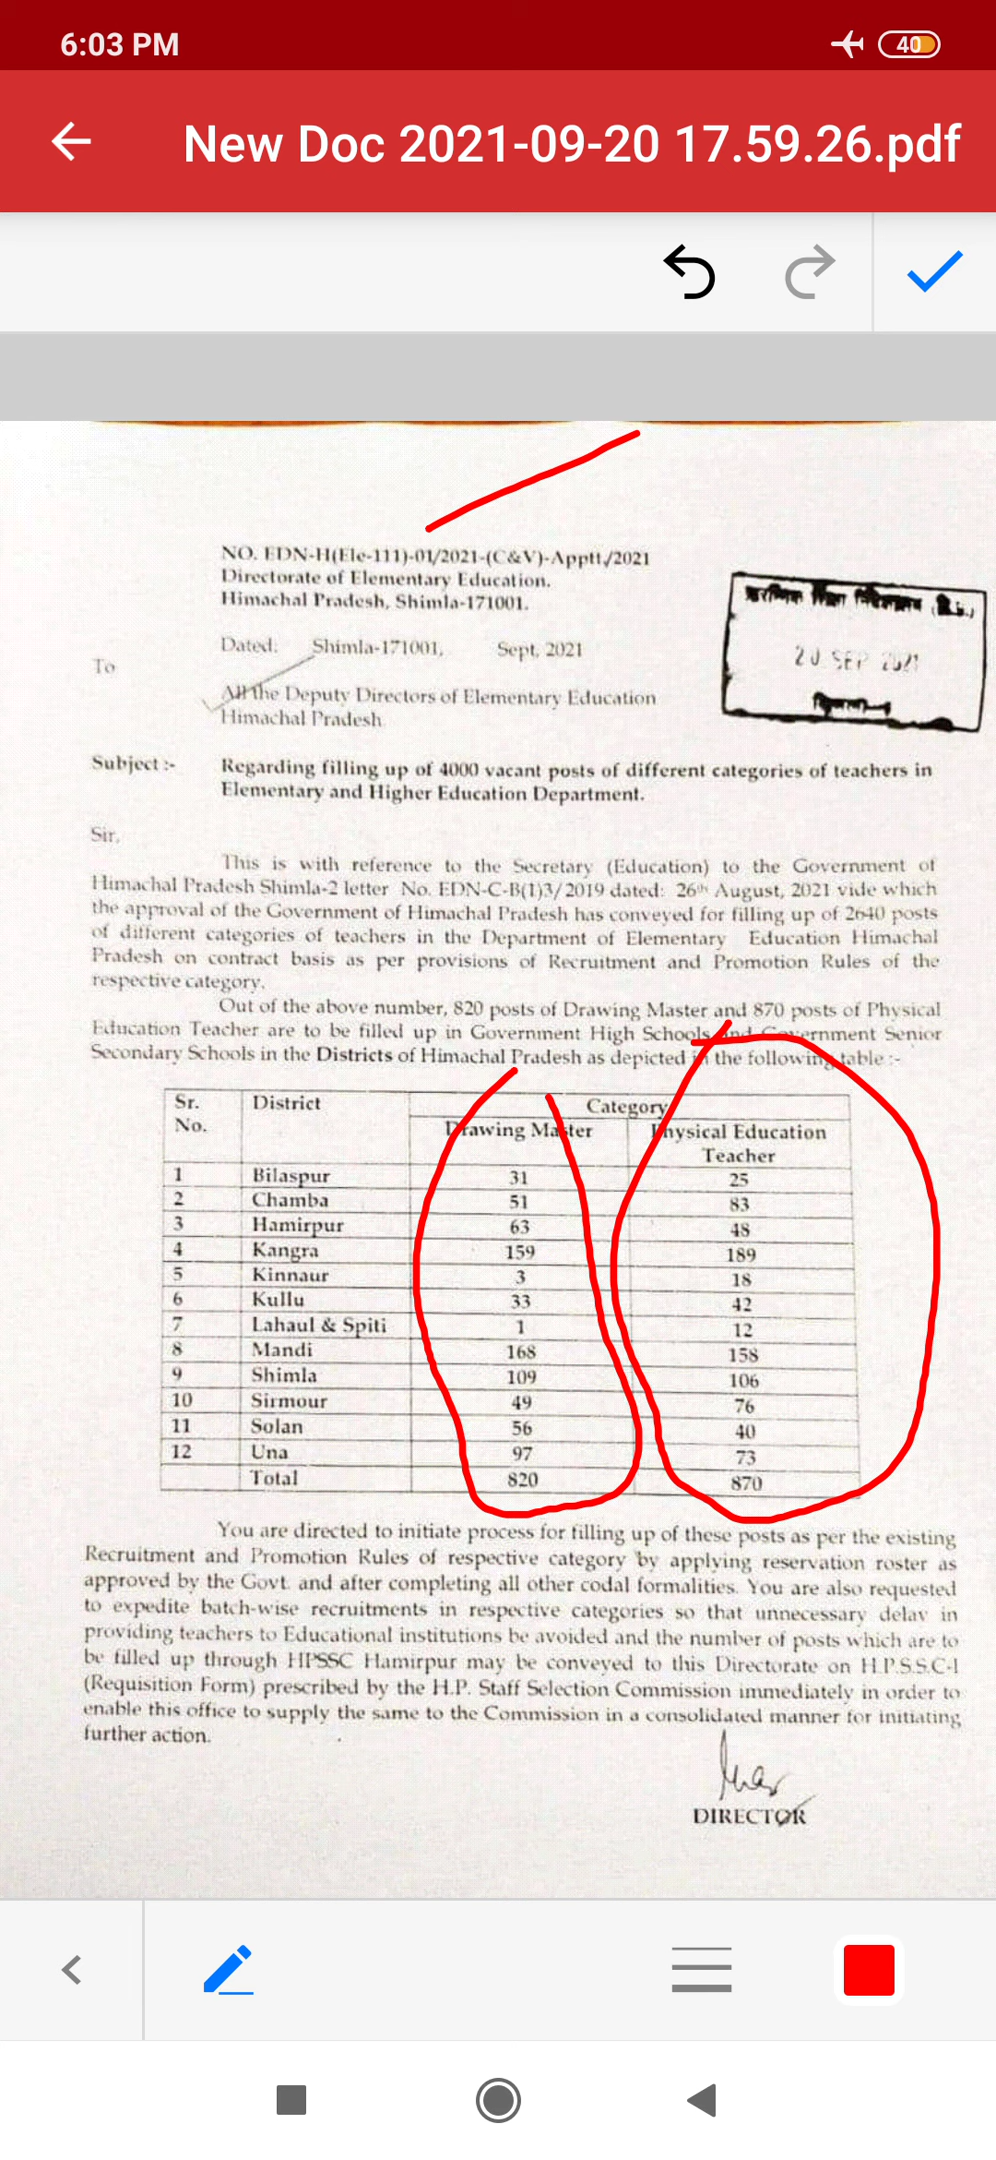 6:03 PM
40
New Doc 2021-09-20 17.59.26.pdf
NO. EDN-H(Ele-111)-01/2021-(C&V)-Apptt./2021
Directorate of Elementary Education.
Himachal Pradesh, Shimla-171001.
20 SEP 2021
Dated: Shimla-171001, Sept, 2021
To
All the Deputy Directors of Elementary Education
Himachal Pradesh
Subject :- Regarding filling up of 4000 vacant posts of different categories of teachers in
Elementary and Higher Education Department.
Sir,
This is with reference to the Secretary (Education) to the Government of
Himachal Pradesh Shimla-2 letter No. EDN-C-B(1)3/2019 dated: 26th August, 2021 vide which
the approval of the Government of Himachal Pradesh has conveyed for filling up of 2640 posts
of different categories of teachers in the Department of Elementary Education Himachal
Pradesh on contract basis as per provisions of Recruitment and Promotion Rules of the
respective category.
Out of the above number, 820 posts of Drawing Master and 870 posts of Physical
Education Teacher are to be filled up in Government High Schools and Government Senior
Secondary Schools in the Districts of Himachal Pradesh as depicted in the following table :-
Sr. No. District Category
Drawing Master Physical Education Teacher
1 Bilaspur 31 25
2 Chamba 51 83
3 Hamirpur 63 48
4 Kangra 159 189
5 Kinnaur 3 18
6 Kullu 33 42
7 Lahaul & Spiti 1 12
8 Mandi 168 158
9 Shimla 109 106
10 Sirmour 49 76
11 Solan 56 40
12 Una 97 73
Total 820 870
You are directed to initiate process for filling up of these posts as per the existing
Recruitment and Promotion Rules of respective category by applying reservation roster as
approved by the Govt. and after completing all other codal formalities. You are also requested
to expedite batch-wise recruitments in respective categories so that unnecessary delay in
providing teachers to Educational institutions be avoided and the number of posts which are to
be filled up through HPSSC Hamirpur may be conveyed to this Directorate on H.P.S.S.C-I
(Requisition Form) prescribed by the H.P. Staff Selection Commission immediately in order to
enable this office to supply the same to the Commission in a consolidated manner for initiating
further action.
DIRECTOR